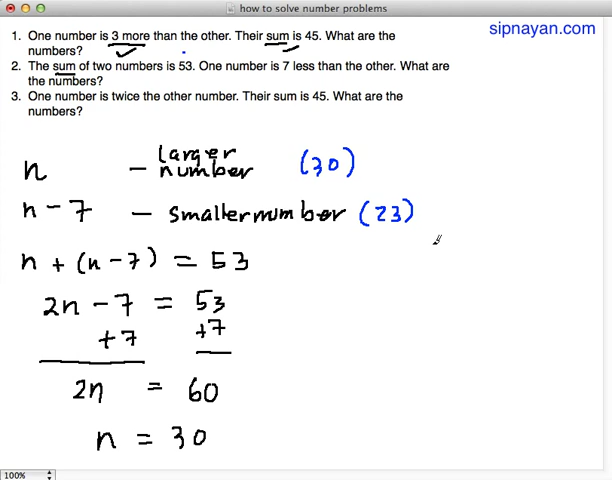 how to solve number problems
sipnayan.com
1. One number is 3 more than the other. Their sum is 45. What are the
numbers?
2. The sum of two numbers is 53. One number is 7 less than the other. What are
the numbers?
3. One number is twice the other number. Their sum is 45. What are the
numbers?
n - larger number (30)
n - 7 - smaller number (23)
n + (n - 7) = 53
2n - 7 = 53
+7 +7
2n = 60
n = 30
100%